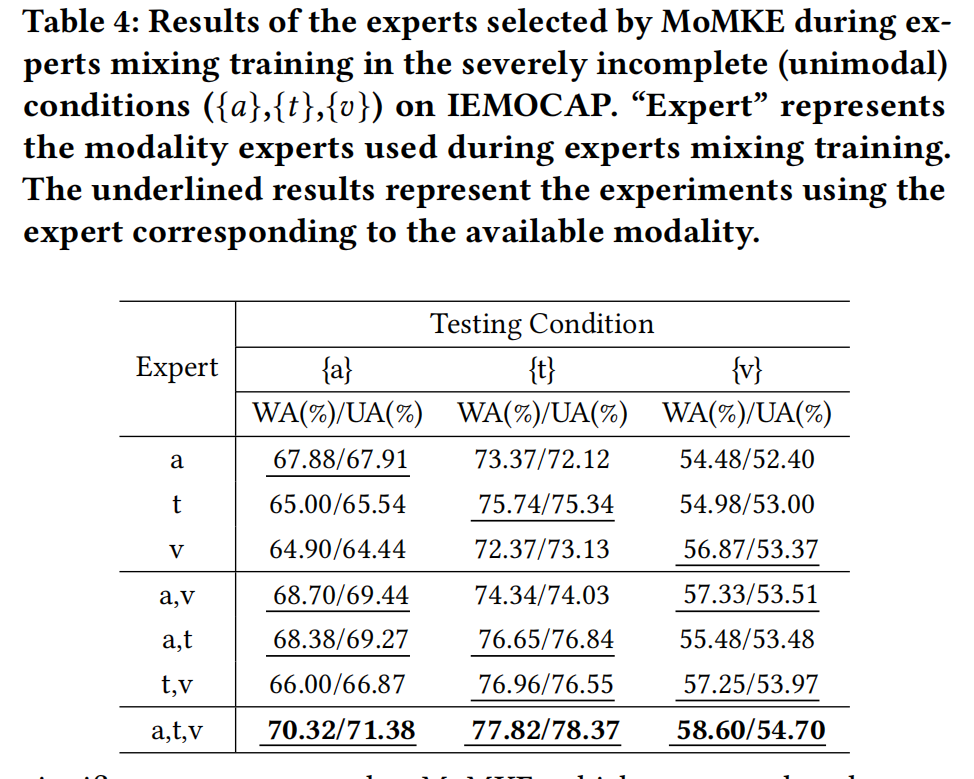 Table 4: Results of the experts selected by MoMKE during ex-
perts mixing training in the severely incomplete (unimodal)
conditions ({a},{t},{v}) on IEMOCAP. “Expert” represents
the modality experts used during experts mixing training.
The underlined results represent the experiments using the
expert corresponding to the available modality.
Testing Condition
Expert {a} {t} {v}
WA(%)/UA(%) WA(%)/UA(%) WA(%)/UA(%)
a 67.88/67.91 73.37/72.12 54.48/52.40
t 65.00/65.54 75.74/75.34 54.98/53.00
v 64.90/64.44 72.37/73.13 56.87/53.37
a,v 68.70/69.44 74.34/74.03 57.33/53.51
a,t 68.38/69.27 76.65/76.84 55.48/53.48
t,v 66.00/66.87 76.96/76.55 57.25/53.97
a,t,v 70.32/71.38 77.82/78.37 58.60/54.70